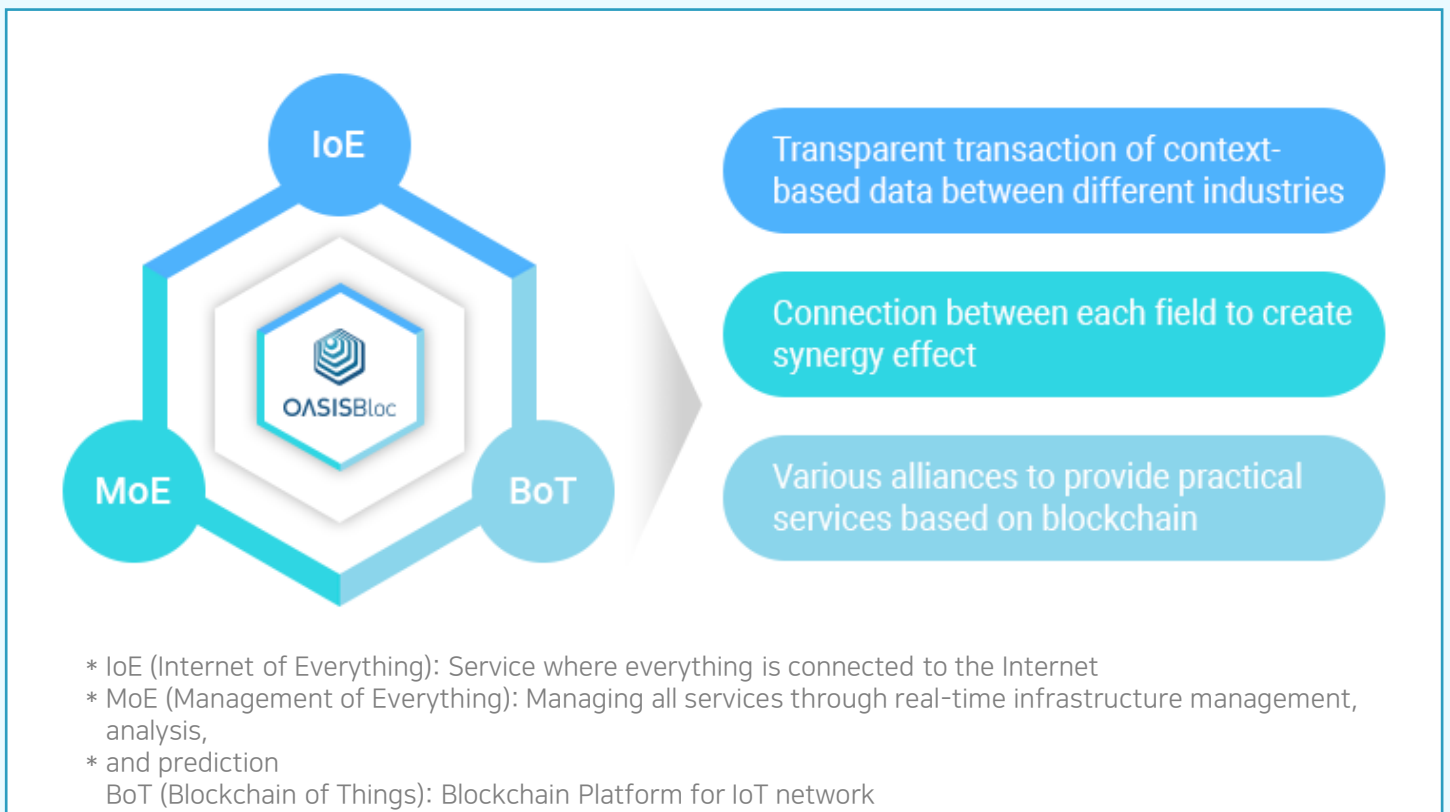 IoE
MoE
BoT
OΛSISBloc
Transparent transaction of context-
based data between different industries
Connection between each field to create
synergy effect
Various alliances to provide practical
services based on blockchain
* IoE (Internet of Everything): Service where everything is connected to the Internet
* MoE (Management of Everything): Managing all services through real-time infrastructure management,
analysis,
* and prediction
BoT (Blockchain of Things): Blockchain Platform for IoT network